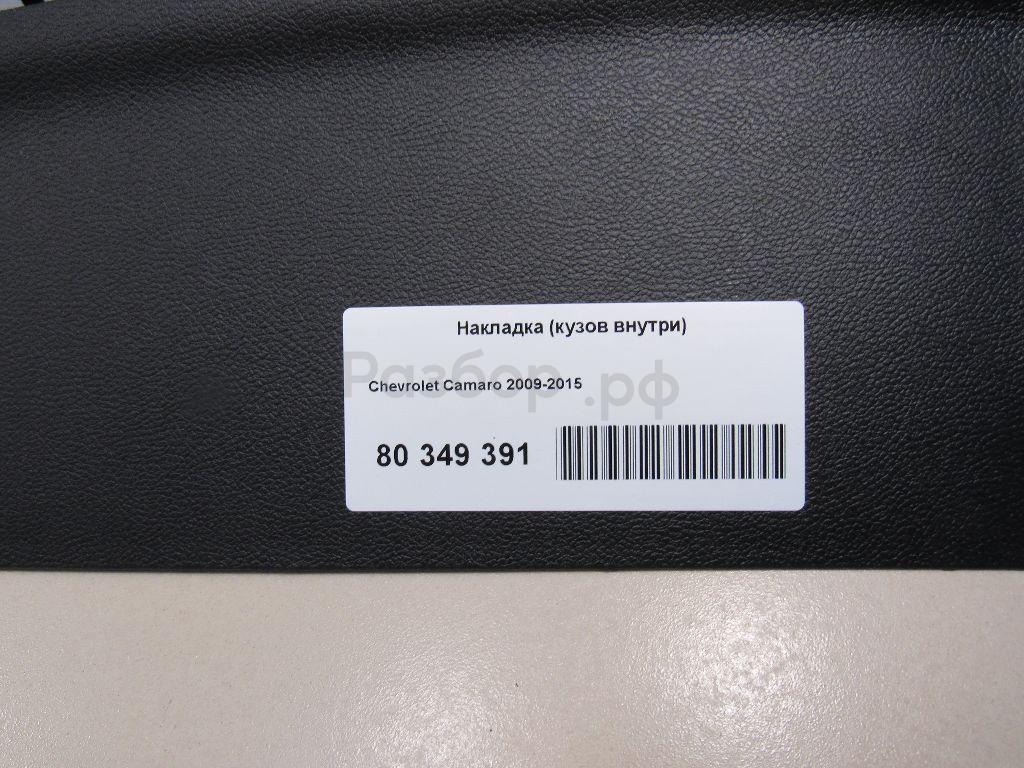 Накладка (кузов внутри)
Разбор.рф
Chevrolet Camaro 2009-2015
80 349 391